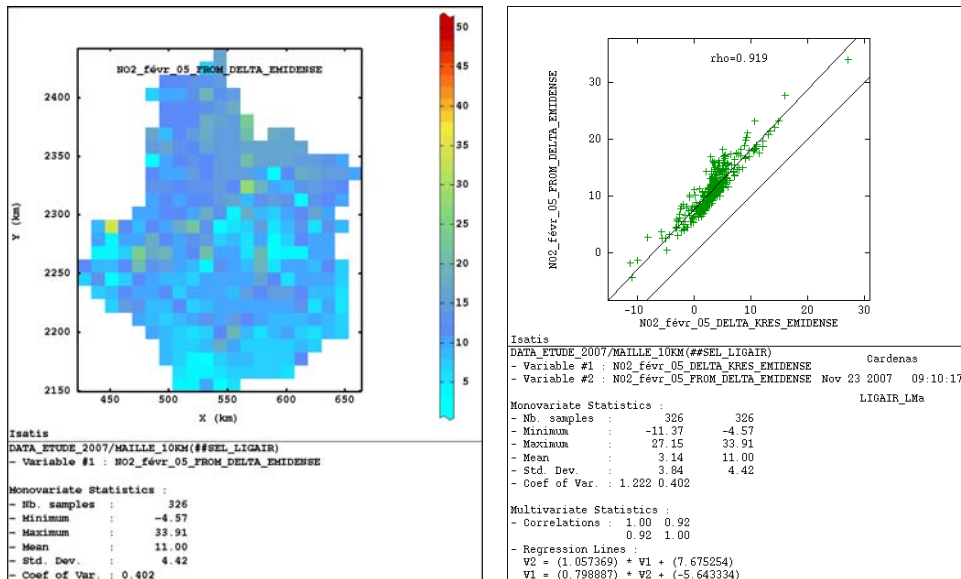 NO2_févr_05_FROM_DELTA_EMIDENSE
50
45
40
35
30
25
20
15
10
5
2400
2350
2300
2250
2200
2150
Y (km)
450 500 550 600 650
X (km)
Isatis
DATA_ETUDE_2007/MAILLE_10KM(##SEL_LIGAIR)
- Variable #1 : NO2_févr_05_FROM_DELTA_EMIDENSE
Monovariate Statistics :
- Nb. samples : 326
- Minimum : -4.57
- Maximum : 33.91
- Mean : 11.00
- Std. Dev. : 4.42
- Coef of Var. : 0.402
rho=0.919
30
20
10
0
NO2_févr_05_FROM_DELTA_EMIDENSE
-10 0 10 20 30
NO2_févr_05_DELTA_KRES_EMIDENSE
Isatis
DATA_ETUDE_2007/MAILLE_10KM(##SEL_LIGAIR)
- Variable #1 : NO2_févr_05_DELTA_KRES_EMIDENSE
- Variable #2 : NO2_févr_05_FROM_DELTA_EMIDENSE
Cardenas
Nov 23 2007 09:10:17
LIGAIR_LMa
Monovariate Statistics :
- Nb. samples : 326 326
- Minimum : -11.37 -4.57
- Maximum : 27.15 33.91
- Mean : 3.14 11.00
- Std. Dev. : 3.84 4.42
- Coef of Var. : 1.222 0.402
Multivariate Statistics :
- Correlations : 1.00 0.92
0.92 1.00
- Regression Lines :
V2 = (1.057369) * V1 + (7.675254)
V1 = (0.798887) * V2 + (-5.643334)